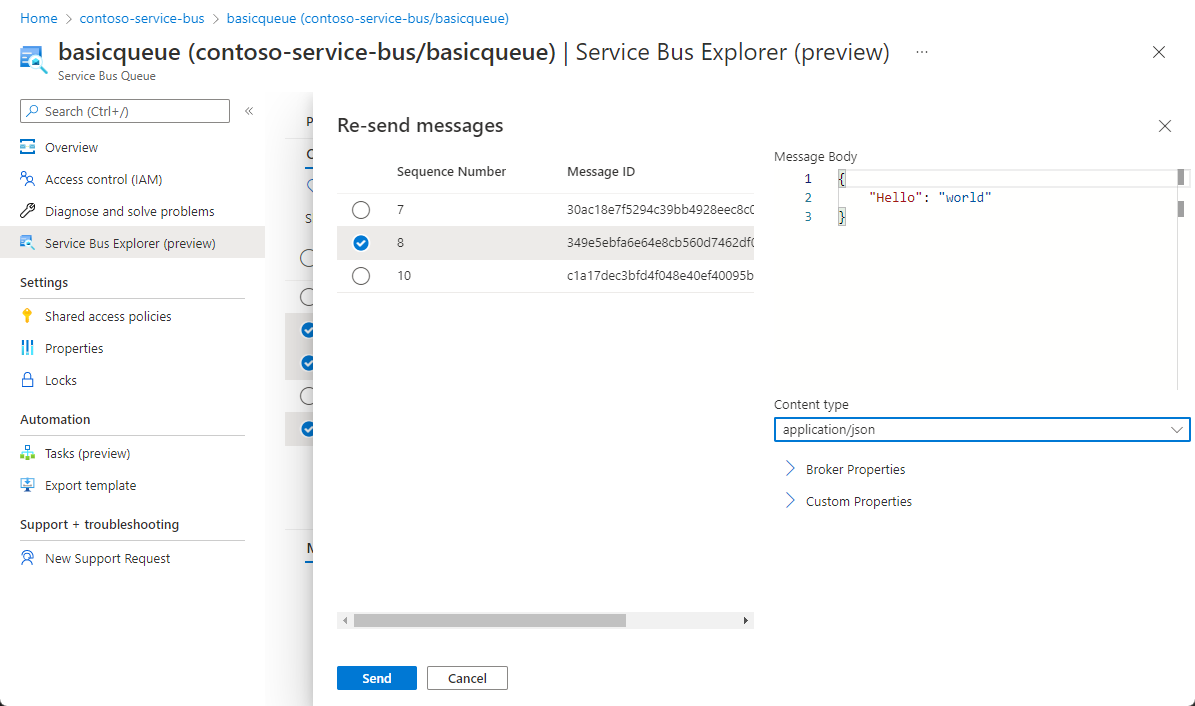 Home > contoso-service-bus > basicqueue (contoso-service-bus/basicqueue)
basicqueue (contoso-service-bus/basicqueue) | Service Bus Explorer (preview) ...
Service Bus Queue
Search (Ctrl+/) «
Overview
Access control (IAM)
Diagnose and solve problems
Service Bus Explorer (preview)
Settings
Shared access policies
Properties
Locks
Automation
Tasks (preview)
Export template
Support + troubleshooting
New Support Request
Re-send messages
Sequence Number Message ID
7 30ac18e7f5294c39bb4928eec8c0
8 349e5ebfa6e64e8cb560d7462df0
10 c1a17dec3bfd4f048e40ef40095b
Message Body
1 {
2 "Hello": "world"
3 }
Content type
application/json
Broker Properties
Custom Properties
Send Cancel